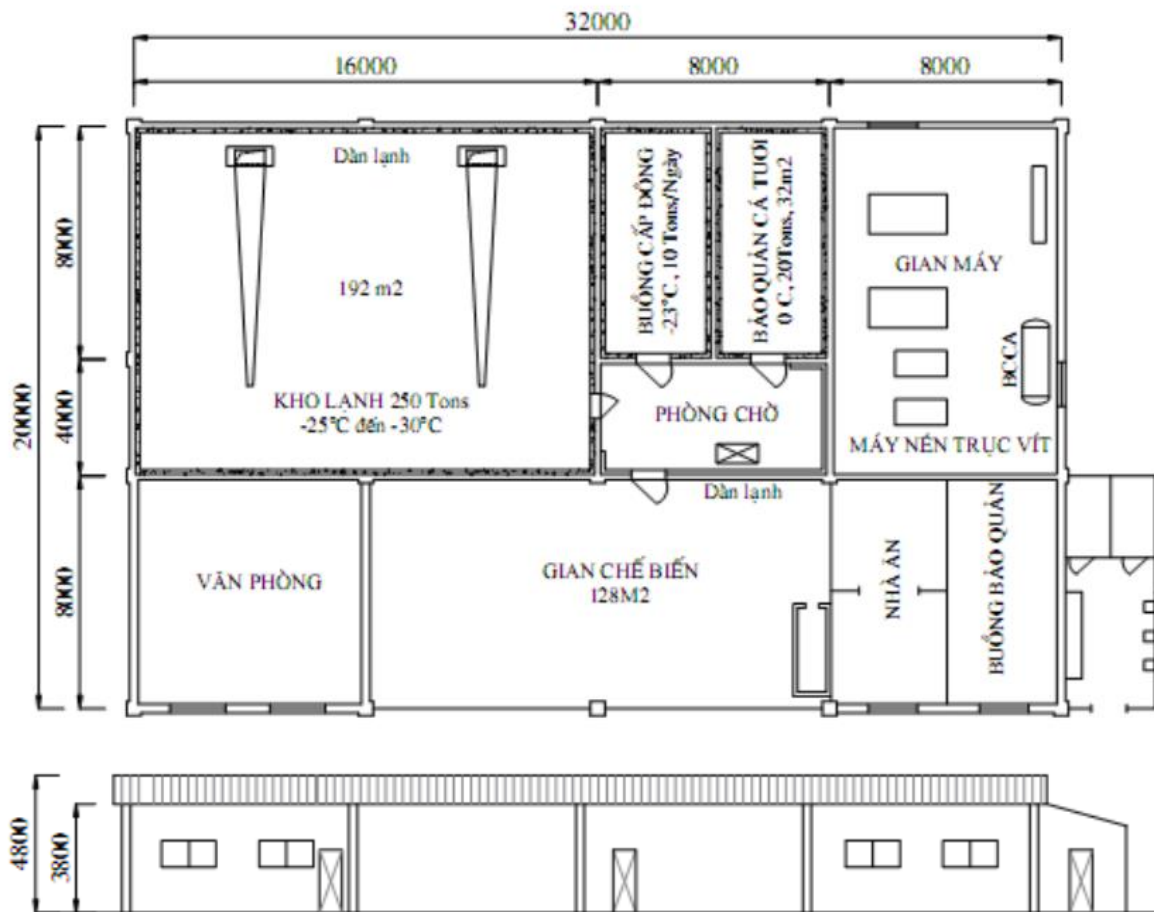 32000
16000
8000
8000
20000
8000
4000
8000
Dàn lạnh
192 m2
KHO LẠNH 250 Tons
-25°C đến -30°C
BUỒNG CẤP ĐÔNG
-23°C , 10 Tons/Ngày
BẢO QUẢN CÁ TƯƠI
0 C, 20Tons, 32m2
GIAN MÁY
BCCA
MÁY NÉN TRỤC VÍT
PHÒNG CHỜ
Dàn lạnh
VĂN PHÒNG
GIAN CHẾ BIẾN
128M2
NHÀ ĂN
BUỒNG BẢO QUẢN
4800
3800